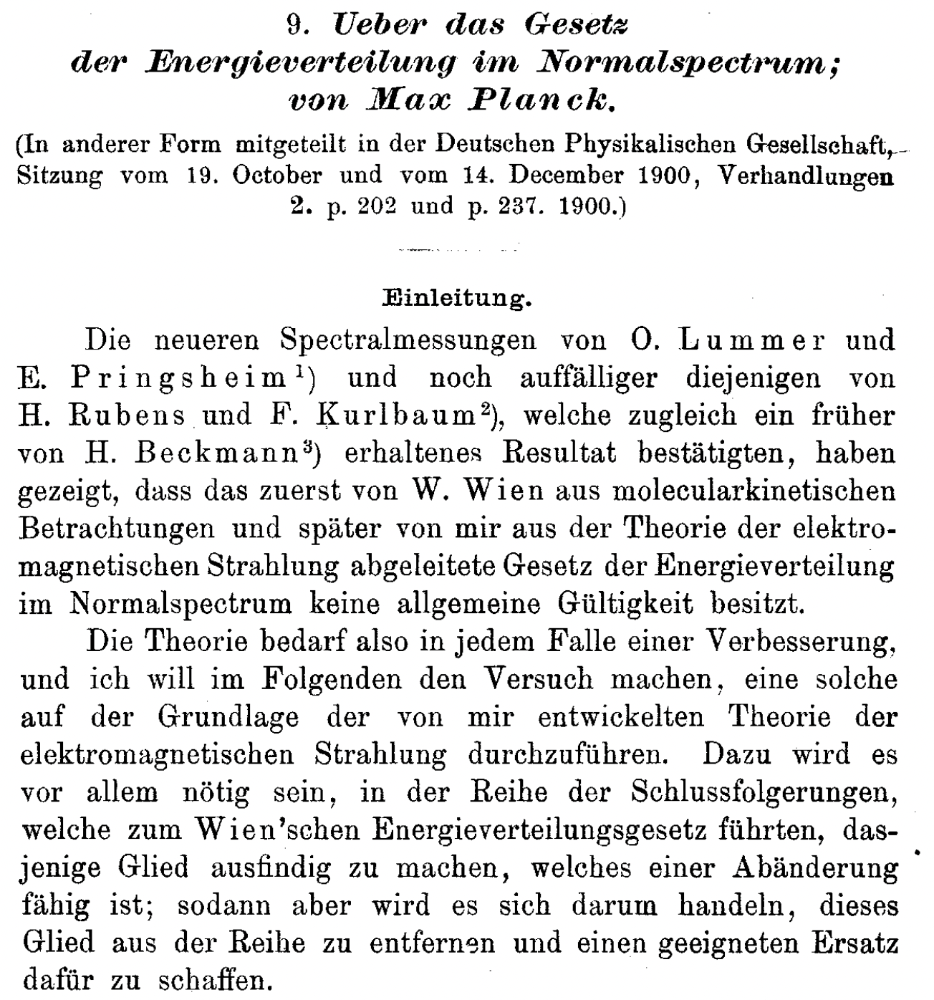 9. Ueber das Gesetz
der Energieverteilung im Normalspectrum;
von Max Planck.
(In anderer Form mitgeteilt in der Deutschen Physikalischen Gesellschaft,
Sitzung vom 19. October und vom 14. December 1900, Verhandlungen
2. p. 202 und p. 237. 1900.)
Einleitung.
Die neueren Spectralmessungen von O. Lummer und
E. Pringsheim¹) und noch auffälliger diejenigen von
H. Rubens und F. Kurlbaum²), welche zugleich ein früher
von H. Beckmann³) erhaltenes Resultat bestätigten, haben
gezeigt, dass das zuerst von W. Wien aus molecularkinetischen
Betrachtungen und später von mir aus der Theorie der elektro-
magnetischen Strahlung abgeleitete Gesetz der Energieverteilung
im Normalspectrum keine allgemeine Gültigkeit besitzt.
Die Theorie bedarf also in jedem Falle einer Verbesserung,
und ich will im Folgenden den Versuch machen, eine solche
auf der Grundlage der von mir entwickelten Theorie der
elektromagnetischen Strahlung durchzuführen. Dazu wird es
vor allem nötig sein, in der Reihe der Schlussfolgerungen,
welche zum Wien'schen Energieverteilungsgesetz führten, das-
jenige Glied ausfindig zu machen, welches einer Abänderung
fähig ist; sodann aber wird es sich darum handeln, dieses
Glied aus der Reihe zu entfernen und einen geeigneten Ersatz
dafür zu schaffen.